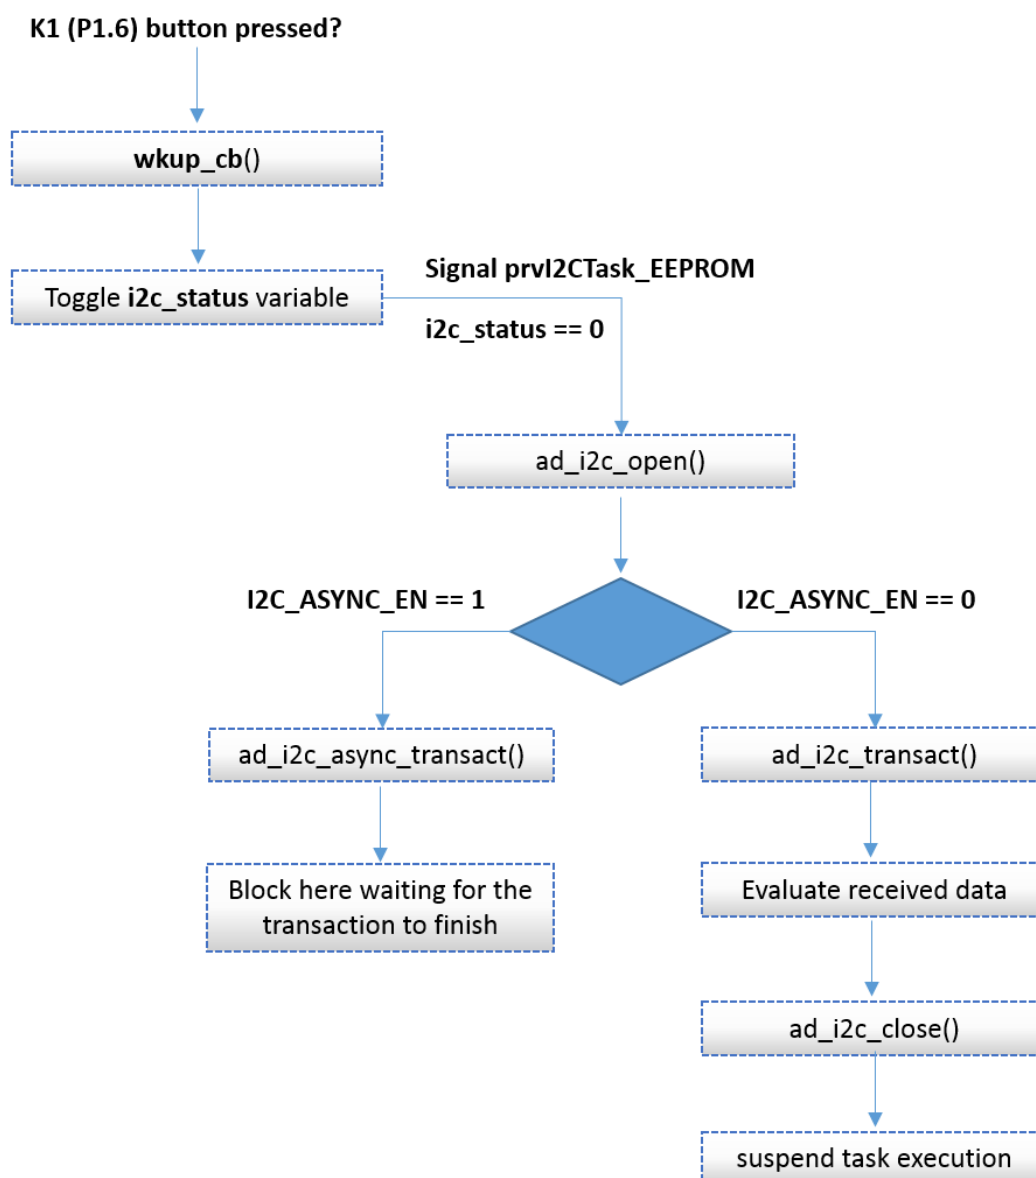 K1 (P1.6) button pressed?
wkup_cb()
Toggle i2c_status variable
Signal prvI2CTask_EEPROM
i2c_status == 0
ad_i2c_open()
I2C_ASYNC_EN == 1
I2C_ASYNC_EN == 0
ad_i2c_async_transact()
ad_i2c_transact()
Block here waiting for the
transaction to finish
Evaluate received data
ad_i2c_close()
suspend task execution